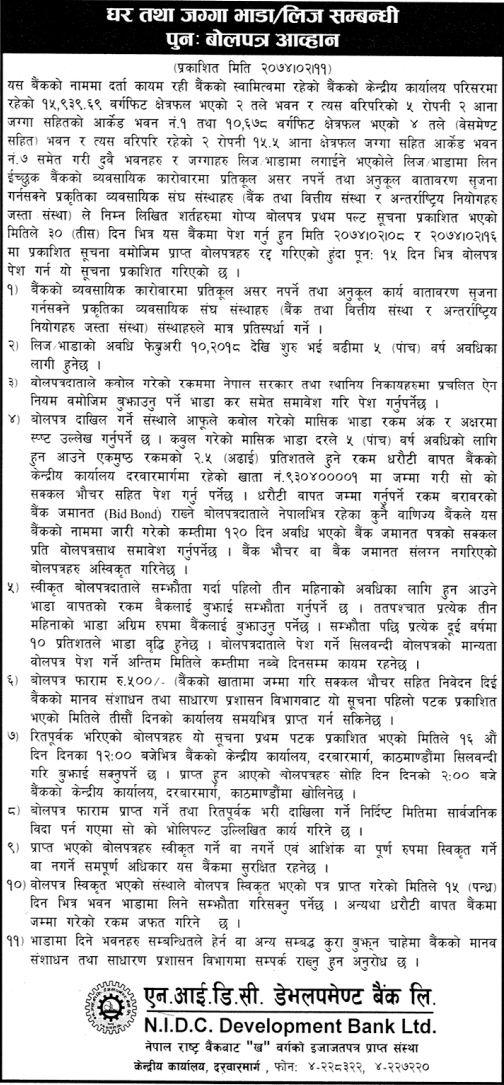 घर तथा जग्गा भाडा/लिज सम्बन्धी
पुनः बोलपत्र आव्हान
(प्रकाशित मिति २०७४।०२।११)
यस बैंकको नाममा दर्ता कायम रही बैंकको स्वामित्वमा रहेको बैंकको केन्द्रीय कार्यालय परिसरमा
रहेको १५,९३९.६९ वर्गफिट क्षेत्रफल भएको २ तले भवन र त्यस वरिपरिको ५ रोपनी २ आना
जग्गा सहितको आर्केड भवन नं.१ तथा १०,६७८ वर्गफिट क्षेत्रफल भएको ४ तले (वेसमेण्ट
सहित) भवन र त्यस वरिपरि रहेको २ रोपनी १५.५ आना क्षेत्रफल जग्गा सहित आर्केड भवन
नं.७ समेत गरी दुवै भवनहरु र जग्गाहरु लिज/भाडामा लगाईने भएकोले लिज/भाडामा लिन
ईच्छुक बैंकको व्यवसायिक कारोवारमा प्रतिकूल असर नपर्ने तथा अनुकूल वातावरण सृजना
गर्नसक्ने प्रकृतिका व्यवसायिक संघ संस्थाहरु (बैंक तथा वित्तीय संस्था र अन्तर्राष्ट्रिय नियोगहरु
जस्ता संस्था) ले निम्न लिखित शर्तहरुमा गोप्य बोलपत्र प्रथम पल्ट सूचना प्रकाशित भएको
मितिले ३० (तीस) दिन भित्र यस बैंकमा पेश गर्नु हुन मिति २०७४।०२।०८ र २०७४।०२।१६
मा प्रकाशित सूचना वमोजिम प्राप्त बोलपत्रहरु रद्द गरिएको हुंदा पुनः १५ दिन भित्र बोलपत्र
पेश गर्न यो सूचना प्रकाशित गरिएको छ ।
१) बैंकको व्यवसायिक कारोवारमा प्रतिकूल असर नपर्ने तथा अनुकूल कार्य वातावरण सृजना
गर्नसक्ने प्रकृतिका व्यवसायिक संघ संस्थाहरु (बैंक तथा वित्तीय संस्था र अन्तर्राष्ट्रिय
नियोगहरु जस्ता संस्था) संस्थाहरुले मात्र प्रतिस्पर्धा गर्ने ।
२) लिज/भाडाको अवधि फेब्रुअरी १०,२०१८ देखि शुरु भई बढीमा ५ (पांच) वर्ष अवधिका
लागी हुनेछ ।
३) बोलपत्रदाताले कवोल गरेको रकममा नेपाल सरकार तथा स्थानिय निकायहरुमा प्रचलित ऐन
नियम वमोजिम बुझाउनु पर्ने भाडा कर समेत समावेश गरि पेश गर्नुपर्नेछ ।
४) बोलपत्र दाखिल गर्ने संस्थाले आफूले कवोल गरेको मासिक भाडा रकम अंक र अक्षरमा
स्पष्ट उल्लेख गर्नुपर्ने छ । कवुल गरेको मासिक भाडा दरले ५ (पांच) वर्ष अवधिको लागि
हुन आउने एकमुष्ठ रकमको २.५ (अढाई) प्रतिशतले हुने रकम धरौटी वापत बैंकको
केन्द्रीय कार्यालय दरवारमार्गमा रहेको खाता नं.९३०४००००१ मा जम्मा गरी सो को
सक्कल भौचर सहित पेश गर्नु पर्नेछ । धरौटी वापत जम्मा गर्नुपर्ने रकम बरावरको
बैंक जमानत (Bid Bond) राख्ने बोलपत्रदाताले नेपालभित्र रहेका कुनै वाणिज्य बैंकले यस
बैंकको नाममा जारी गरेको कम्तीमा १२० दिन अवधि भएको बैंक जमानत पत्रको सक्कल
प्रति बोलपत्रसाथ समावेश गर्नुपर्नेछ । बैंक भौचर वा बैंक जमानत संलग्न नगरिएको
बोलपत्रहरु अस्विकृत गरिनेछ ।
५) स्वीकृत बोलपत्रदाताले सम्झौता गर्दा पहिलो तीन महिनाको अवधिका लागि हुन आउने
भाडा वापतको रकम बैंकलाई बुझाई सम्झौता गर्नुपर्ने छ । ततपश्चात प्रत्येक तीन
महिनाको भाडा अग्रिम रुपमा बैंकलाई बुझाउनु पर्नेछ । सम्झौता पछि प्रत्येक दूई वर्षमा
१० प्रतिशतले भाडा वृद्धि हुनेछ । बोलपत्रदाताले पेश गर्ने सिलवन्दी बोलपत्रको मान्यता
बोलपत्र पेश गर्ने अन्तिम मितिले कम्तीमा नब्बे दिनसम्म कायम रहनेछ ।
६) बोलपत्र फाराम रु.५००/- (बैंकको खातामा जम्मा गरि सक्कल भौचर सहित निवेदन दिई
बैंकको मानव संशाधन तथा साधारण प्रशासन विभागवाट यो सूचना पहिलो पटक प्रकाशित
भएको मितिले तीसौं दिनको कार्यालय समयभित्र प्राप्त गर्न सकिनेछ ।
७) रितपूर्वक भरिएको बोलपत्रहरु यो सूचना प्रथम पटक प्रकाशित भएको मितिले १६ औं
दिन दिनका १२:०० बजेभित्र बैंकको केन्द्रीय कार्यालय, दरबारमार्ग, काठमाण्डौंमा सिलवन्दी
गरि बुझाई सक्नुपर्ने छ । प्राप्त हुन आएको बोलपत्रहरु सोहि दिन दिनको २:०० बजे
बैंकको केन्द्रीय कार्यालय, दरबारमार्ग, काठमाण्डौंमा खोलिनेछ ।
८) बोलपत्र फाराम प्राप्त गर्ने तथा रितपूर्वक भरी दाखिला गर्ने निर्दिष्ट मितिमा सार्वजनिक
विदा पर्न गएमा सो को भोलिपल्ट उल्लिखित कार्य गरिने छ ।
९) प्राप्त भएको बोलपत्रहरु स्वीकृत गर्ने वा नगर्ने एवं आशिंक वा पूर्ण रुपमा स्विकृत गर्ने
वा नगर्ने समपूर्ण अधिकार यस बैंकमा सुरक्षित रहनेछ ।
१०) बोलपत्र स्विकृत भएको संस्थाले बोलपत्र स्विकृत भएको पत्र प्राप्त गरेको मितिले १५ (पन्ध्र)
दिन भित्र भवन भाडामा लिने सम्झौता गरिसक्नु पर्नेछ । अन्यथा धरौटी वापत बैंकमा
जम्मा गरेको रकम जफत गरिने छ ।
११) भाडामा दिने भवनहरु सम्बन्धितले हेर्न वा अन्य सम्बद्ध कुरा बुझ्न चाहेमा बैंकको मानव
संशाधन तथा साधारण प्रशासन विभागमा सम्पर्क राख्नु हुन अनुरोध छ ।
एन.आई.डि.सी. डेभलपमेण्ट बैंक लि.
N.I.D.C. Development Bank Ltd.
नेपाल राष्ट्र बैंकबाट "ख" वर्गको इजाजतपत्र प्राप्त संस्था
केन्द्रीय कार्यालय, दरवारमार्ग , फोन: ४-२२८३२२, ४-२२७२२०